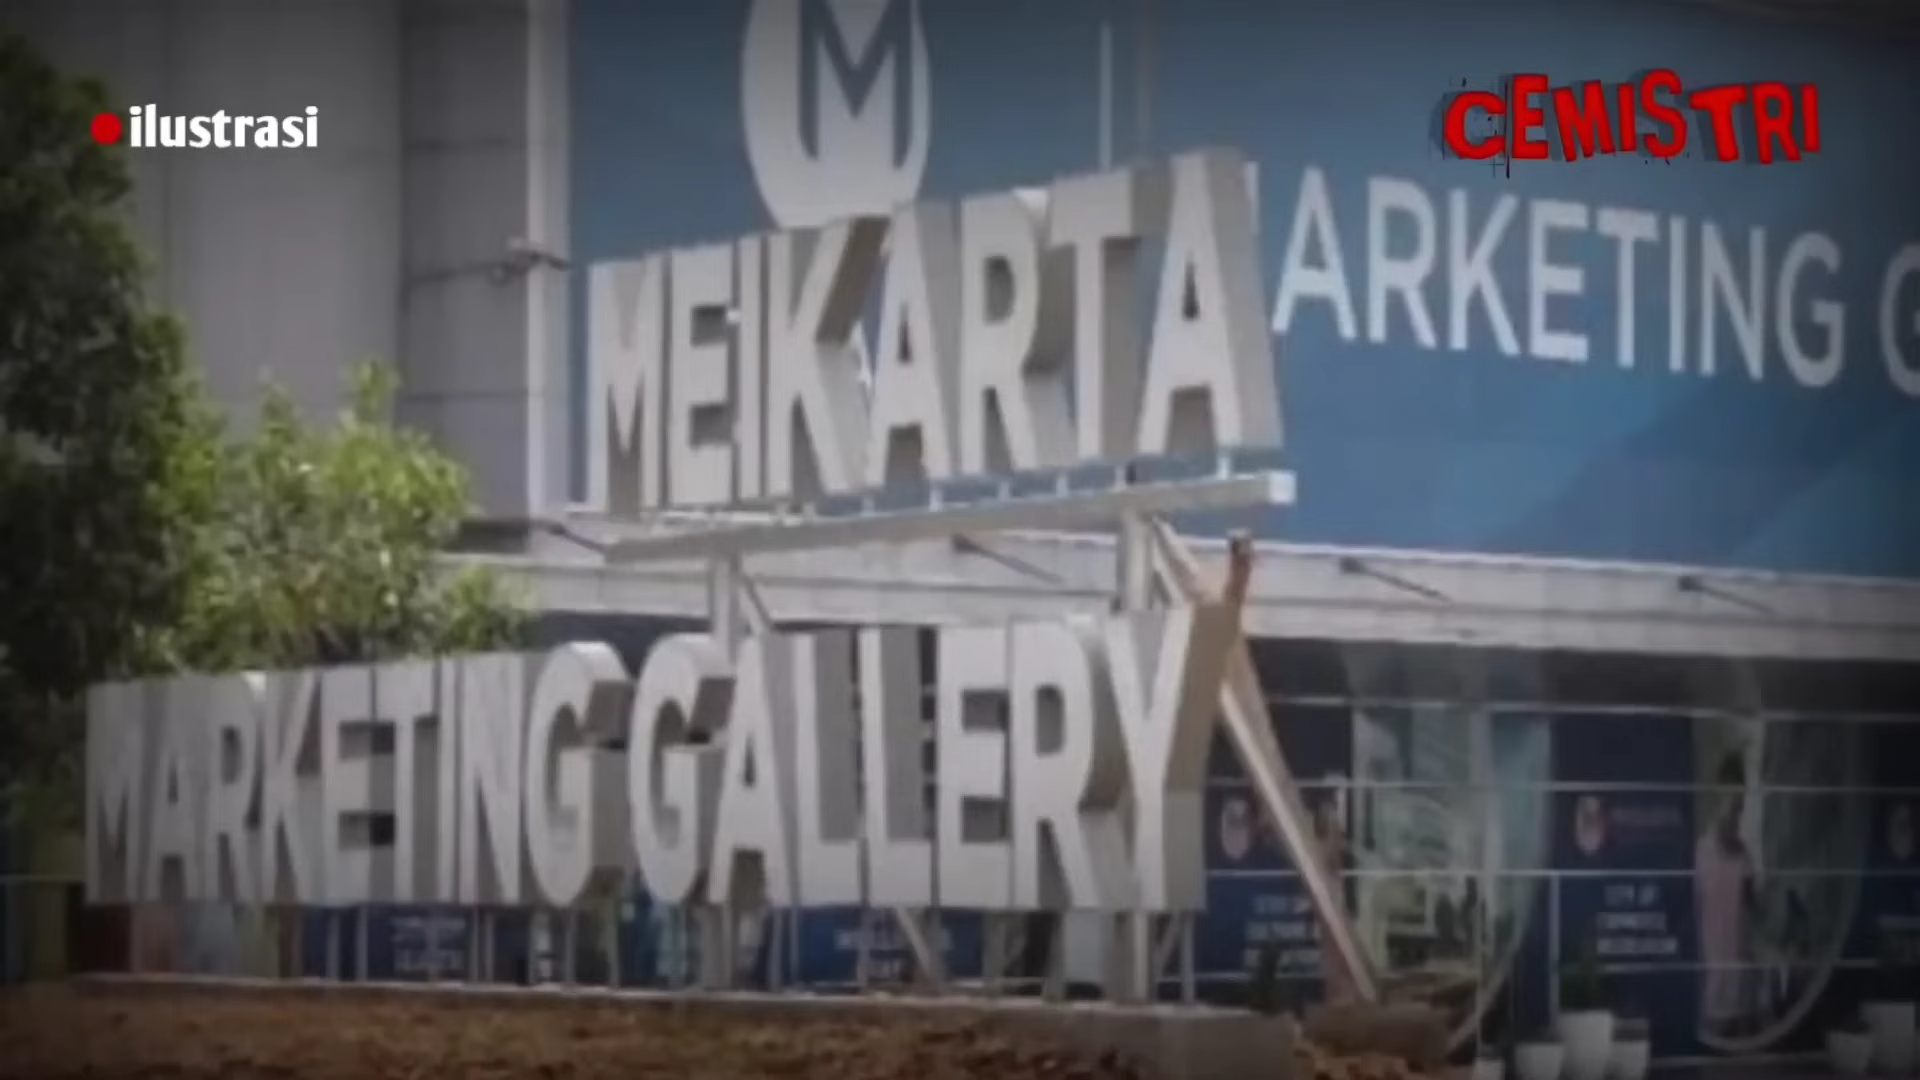 ilustrasi
CEMISTRI
M
MEIKARTA
ARKETING G
MARKETING GALLERY